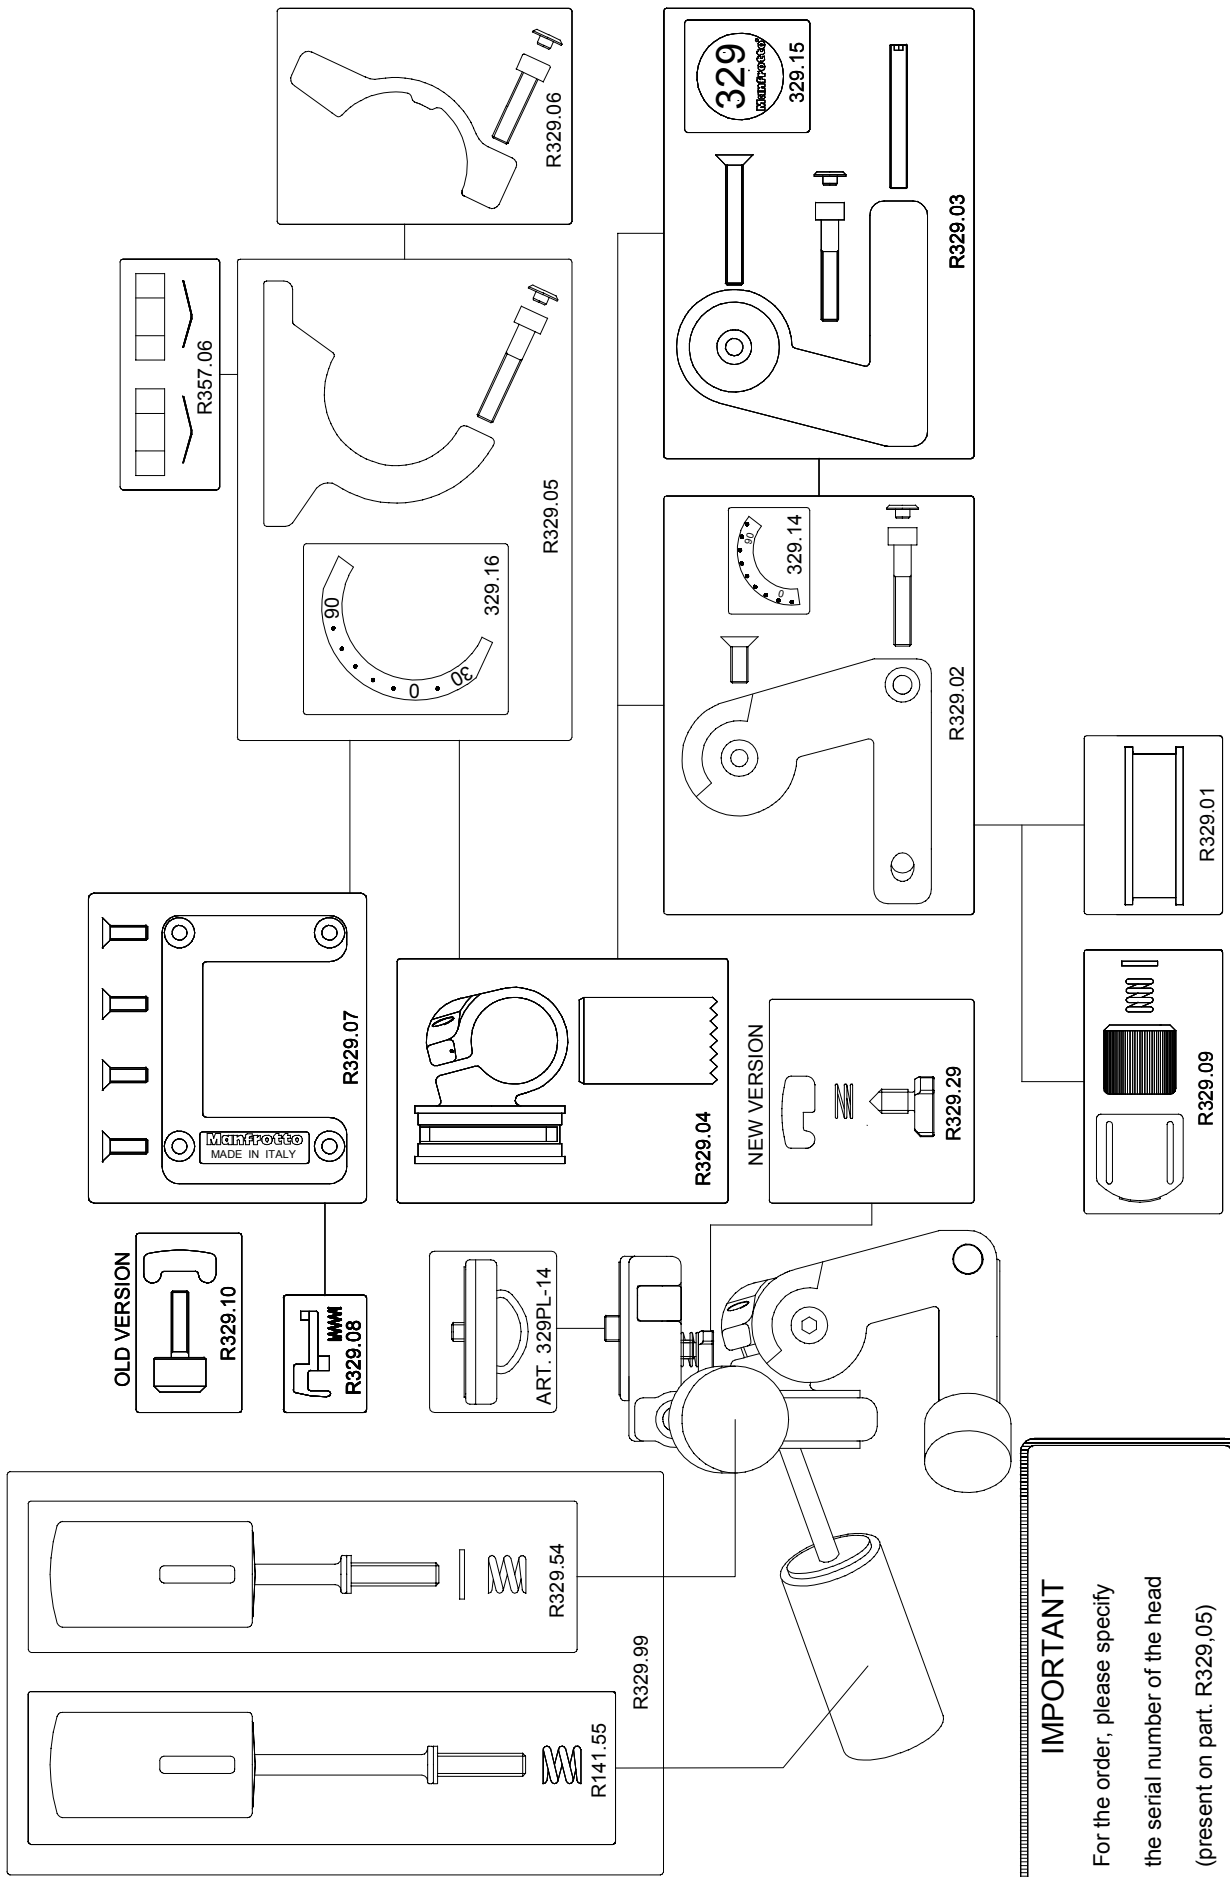 R141.55
R329.54
R329.99
OLD VERSION
R329.10
R329.08
Manfrotto
MADE IN ITALY
R329.07
R357.06
R329.06
90
0
30
329.16
R329.05
ART. 329PL-14
R329.04
NEW VERSION
R329.29
90
0
329.14
R329.02
329
Manfrotto
329.15
R329.03
R329.09
R329.01
IMPORTANT
For the order, please specify
the serial number of the head
(present on part. R329,05)